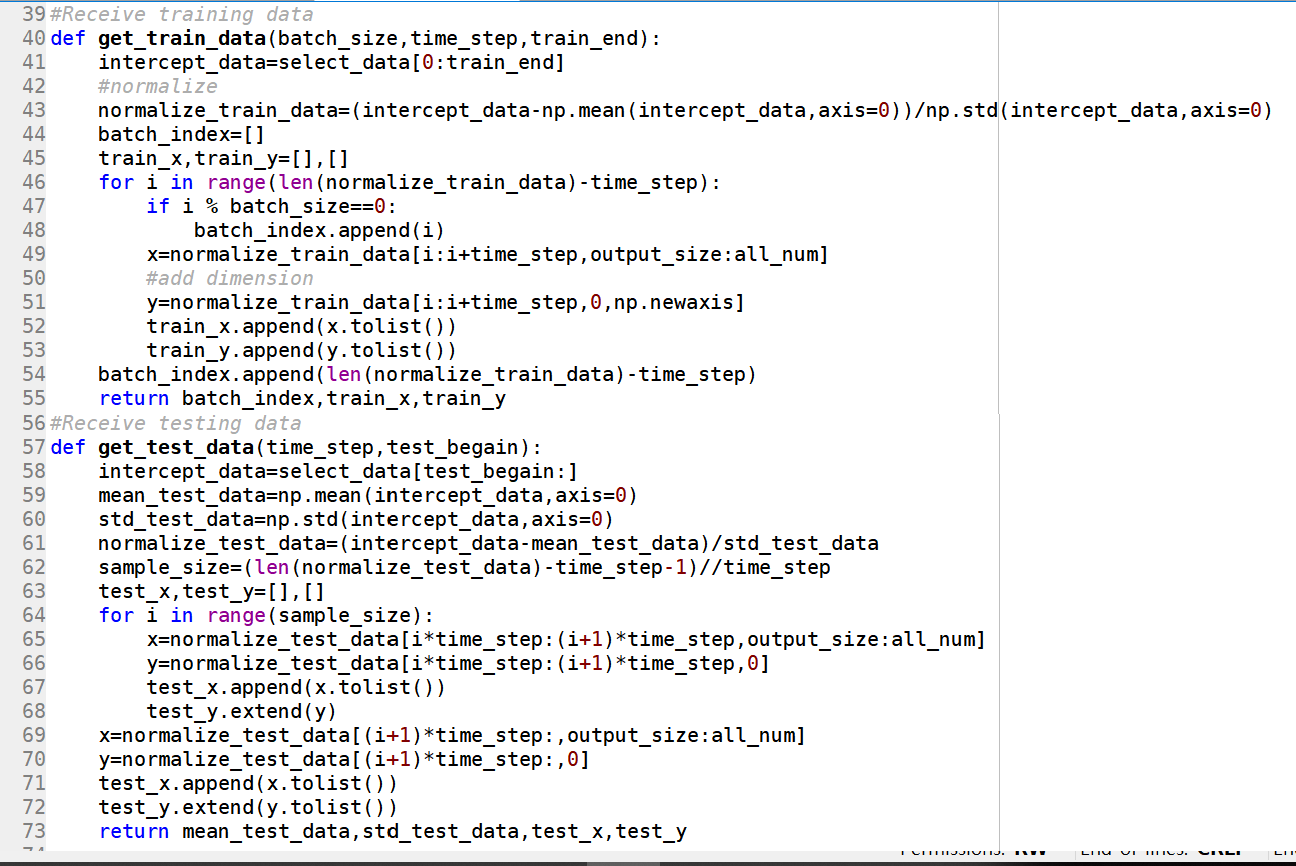 39 #Receive training data
40 def get_train_data(batch_size,time_step,train_end):
41     intercept_data=select_data[0:train_end]
42     #normalize
43     normalize_train_data=(intercept_data-np.mean(intercept_data,axis=0))/np.std(intercept_data,axis=0)
44     batch_index=[]
45     train_x,train_y=[],[]
46     for i in range(len(normalize_train_data)-time_step):
47         if i % batch_size==0:
48             batch_index.append(i)
49         x=normalize_train_data[i:i+time_step,output_size:all_num]
50         #add dimension
51         y=normalize_train_data[i:i+time_step,0,np.newaxis]
52         train_x.append(x.tolist())
53         train_y.append(y.tolist())
54     batch_index.append(len(normalize_train_data)-time_step)
55     return batch_index,train_x,train_y
56 #Receive testing data
57 def get_test_data(time_step,test_begain):
58     intercept_data=select_data[test_begain:]
59     mean_test_data=np.mean(intercept_data,axis=0)
60     std_test_data=np.std(intercept_data,axis=0)
61     normalize_test_data=(intercept_data-mean_test_data)/std_test_data
62     sample_size=(len(normalize_test_data)-time_step-1)//time_step
63     test_x,test_y=[],[]
64     for i in range(sample_size):
65         x=normalize_test_data[i*time_step:(i+1)*time_step,output_size:all_num]
66         y=normalize_test_data[i*time_step:(i+1)*time_step,0]
67         test_x.append(x.tolist())
68         test_y.extend(y)
69     x=normalize_test_data[(i+1)*time_step:,output_size:all_num]
70     y=normalize_test_data[(i+1)*time_step:,0]
71     test_x.append(x.tolist())
72     test_y.extend(y.tolist())
73     return mean_test_data,std_test_data,test_x,test_y